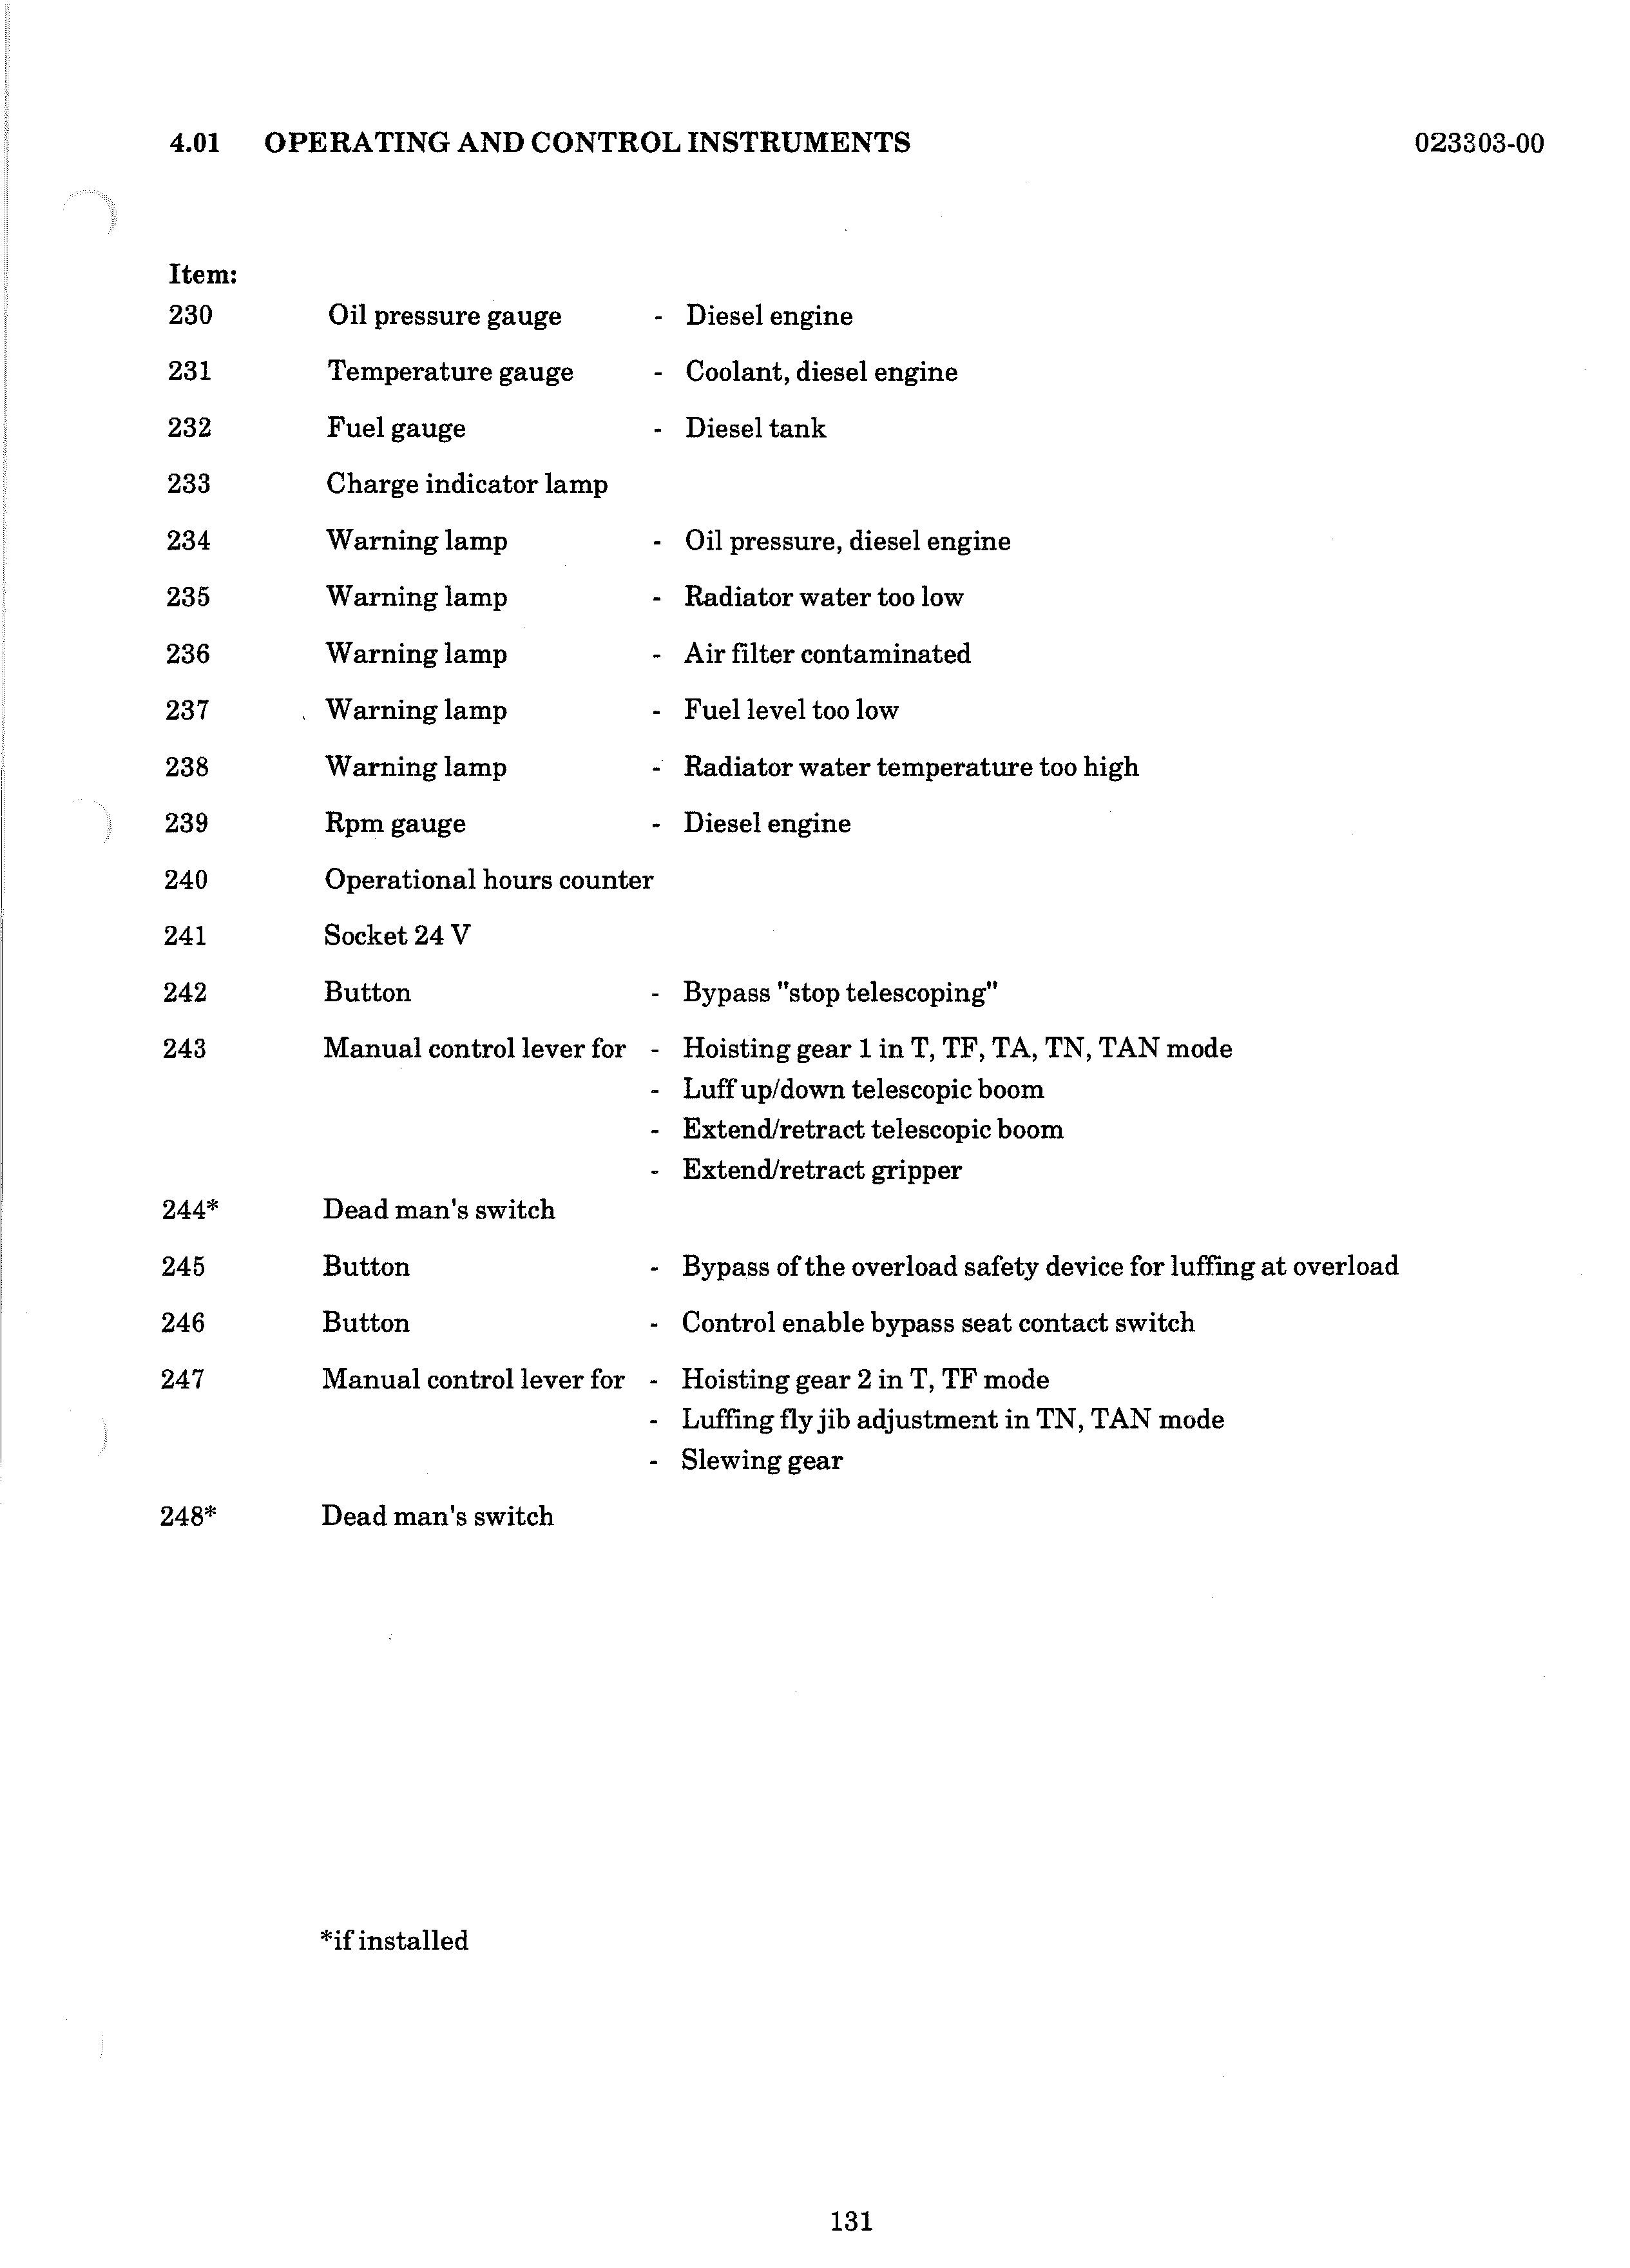 4.01 OPERATING AND CONTROL INSTRUMENTS 023303-00
Item:
230 Oil pressure gauge - Diesel engine
231 Temperature gauge - Coolant, diesel engine
232 Fuel gauge - Diesel tank
233 Charge indicator lamp
234 Warning lamp - Oil pressure, diesel engine
235 Warning lamp - Radiator water too low
236 Warning lamp - Air filter contaminated
237 Warning lamp - Fuel level too low
238 Warning lamp - Radiator water temperature too high
239 Rpm gauge - Diesel engine
240 Operational hours counter
241 Socket 24 V
242 Button - Bypass "stop telescoping"
243 Manual control lever for - Hoisting gear 1 in T, TF, TA, TN, TAN mode
- Luff up/down telescopic boom
- Extend/retract telescopic boom
- Extend/retract gripper
244* Dead man's switch
245 Button - Bypass of the overload safety device for luffing at overload
246 Button - Control enable bypass seat contact switch
247 Manual control lever for - Hoisting gear 2 in T, TF mode
- Luffing fly jib adjustment in TN, TAN mode
- Slewing gear
248* Dead man's switch
*if installed
131